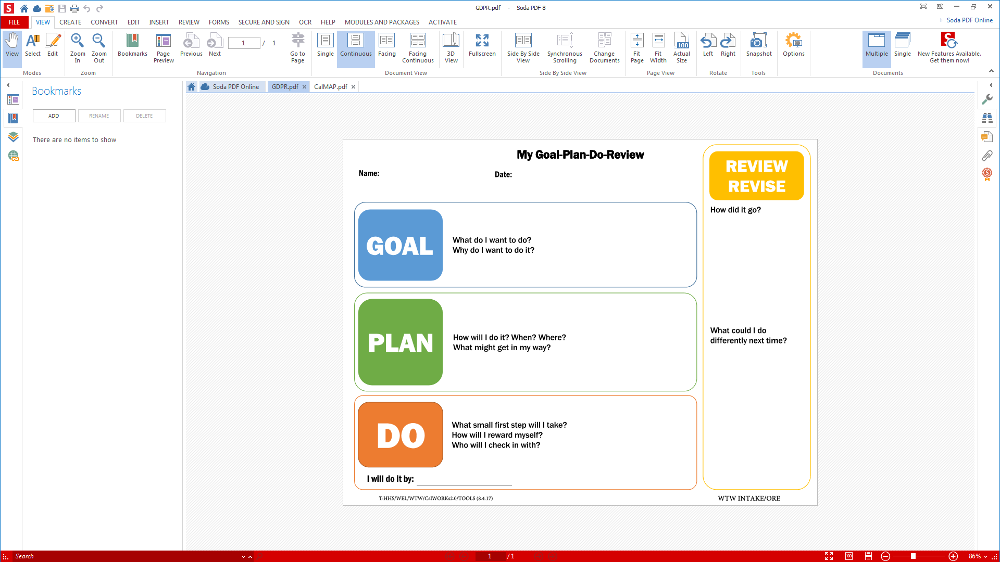 GDPR.pdf - Soda PDF 8
FILE VIEW CREATE CONVERT EDIT INSERT REVIEW FORMS SECURE AND SIGN OCR HELP MODULES AND PACKAGES ACTIVATE Soda PDF Online
View Select Edit Zoom In Zoom Out Bookmarks Page Preview Previous Next 1 / 1 Go to Page Single Continuous Facing Facing Continuous 3D View Fullscreen Side By Side View Synchronous Scrolling Change Documents Fit Page Fit Width Actual Size 100 Left Right Snapshot Options Multiple Single New Features Available. Get them now!
Modes Zoom Navigation Document View Side By Side View Page View Rotate Tools Documents
Soda PDF Online GDPR.pdf CalMAP.pdf
Bookmarks
ADD RENAME DELETE
There are no items to show
My Goal-Plan-Do-Review
Name: Date:
GOAL
What do I want to do?
Why do I want to do it?
PLAN
How will I do it? When? Where?
What might get in my way?
DO
What small first step will I take?
How will I reward myself?
Who will I check in with?
I will do it by:
REVIEW
REVISE
How did it go?
What could I do
differently next time?
T:HHS/WEL/WTW/CalWORKs2.0/TOOLS (8.4.17) WTW INTAKE/ORE
Search 1 / 1 100 86%